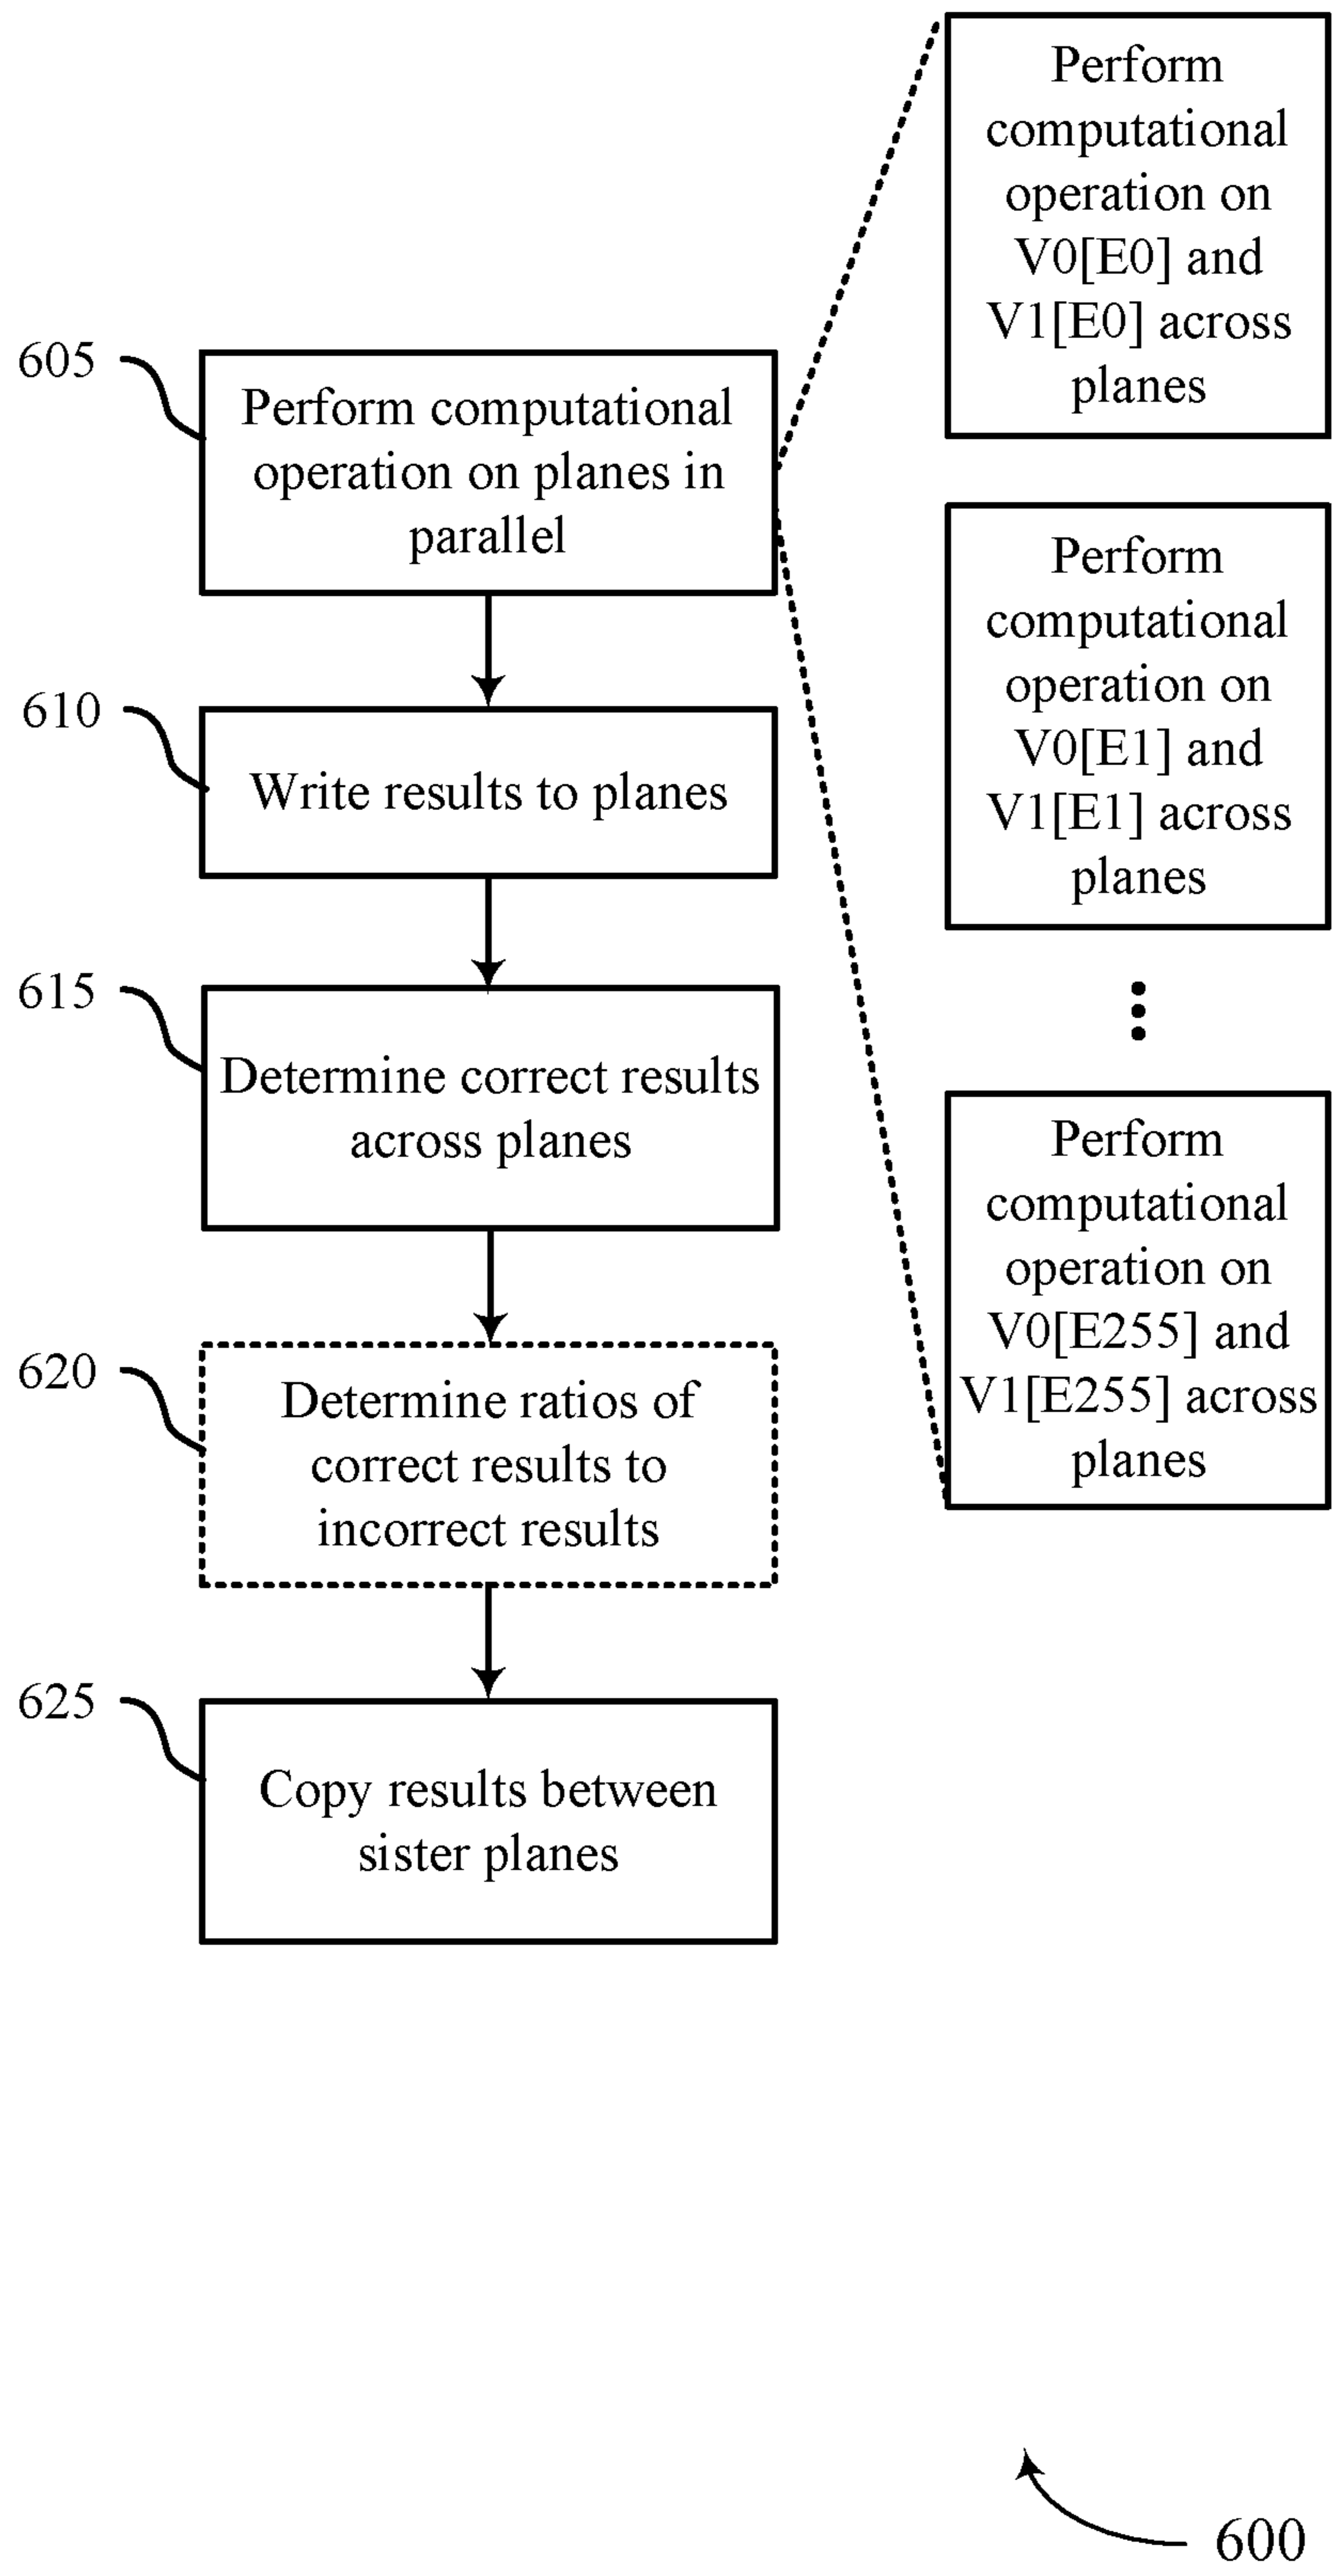 605
Perform computational
operation on planes in
parallel
610
Write results to planes
615
Determine correct results
across planes
620
Determine ratios of
correct results to
incorrect results
625
Copy results between
sister planes
Perform
computational
operation on
V0[E0] and
V1[E0] across
planes
Perform
computational
operation on
V0[E1] and
V1[E1] across
planes
Perform
computational
operation on
V0[E255] and
V1[E255] across
planes
600